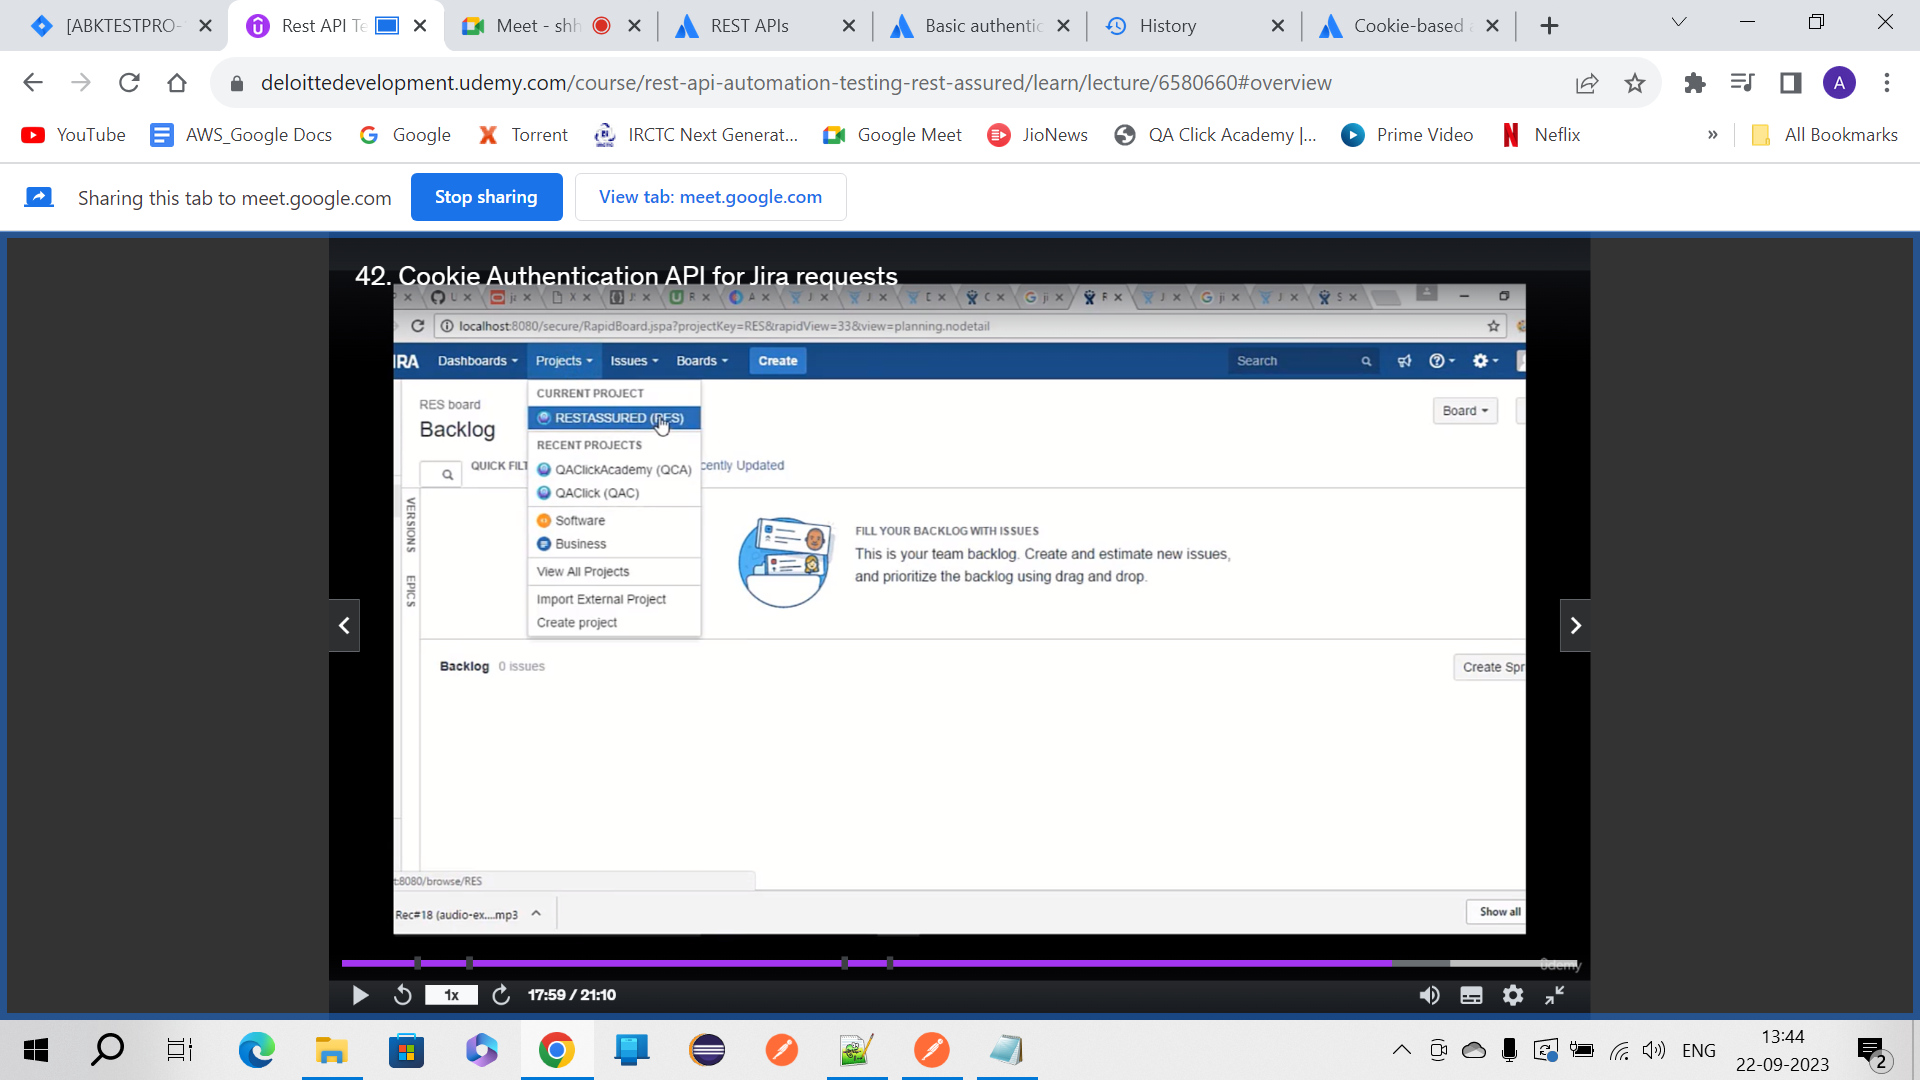 [ABKTESTPRO-
Rest API Te
Meet - shh
REST APIs
Basic authentic
History
Cookie-based a
deloittedevelopment.udemy.com/course/rest-api-automation-testing-rest-assured/learn/lecture/6580660#overview
A
YouTube
AWS_Google Docs
Google
Torrent
IRCTC Next Generat...
Google Meet
JioNews
QA Click Academy |...
Prime Video
Neflix
»
All Bookmarks
Sharing this tab to meet.google.com
Stop sharing
View tab: meet.google.com
42. Cookie Authentication API for Jira requests
localhost:8080/secure/RapidBoard.jspa?projectKey=RES&rapidView=33&view=planning.nodetail
IRA
Dashboards
Projects
Issues
Boards
Create
Search
CURRENT PROJECT
RES board
RESTASSURED (RES)
Board
Backlog
RECENT PROJECTS
QUICK FILT
QAClickAcademy (QCA)
cently Updated
QAClick (QAC)
VERSIONS
Software
FILL YOUR BACKLOG WITH ISSUES
Business
This is your team backlog. Create and estimate new issues,
and prioritize the backlog using drag and drop.
View All Projects
EPICS
Import External Project
Create project
Backlog 0 issues
Create Spr
t:8080/browse/RES
Rec#18 (audio-ex....mp3
Show all
ûdemy
1x
17:59 / 21:10
ENG
13:44
22-09-2023
2